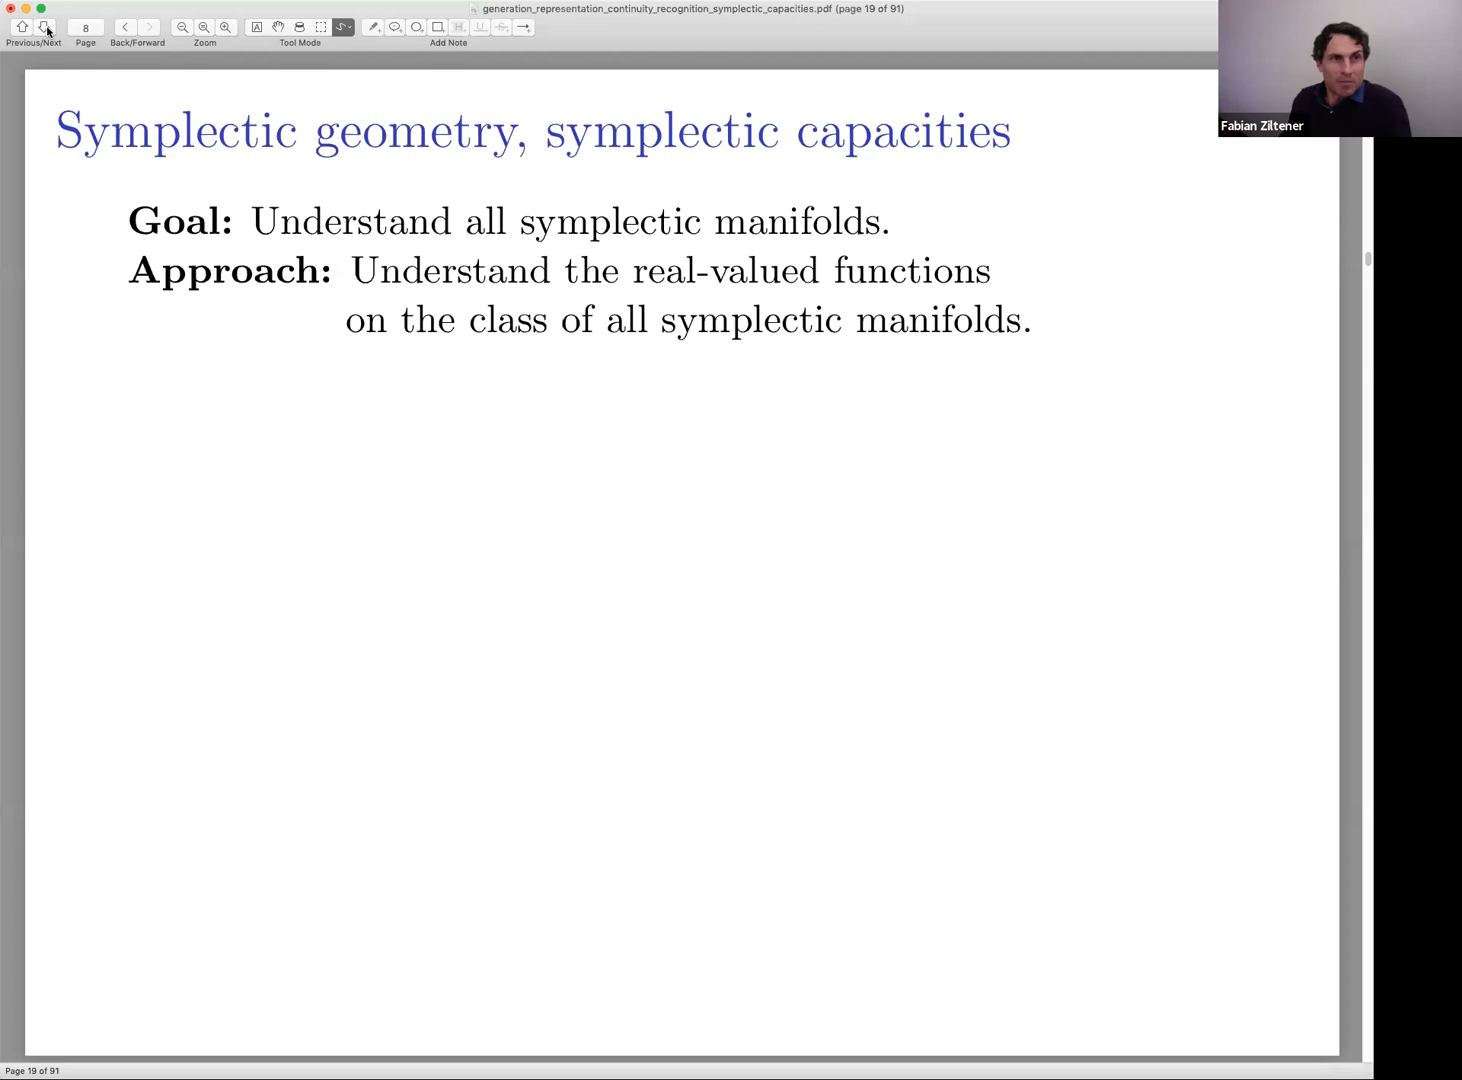 generation_representation_continuity_recognition_symplectic_capacities.pdf (page 19 of 91)
8
Previous/Next Page Back/Forward Zoom Tool Mode Add Note
Fabian Ziltener
Symplectic geometry, symplectic capacities
Goal: Understand all symplectic manifolds.
Approach: Understand the real-valued functions
on the class of all symplectic manifolds.
Page 19 of 91